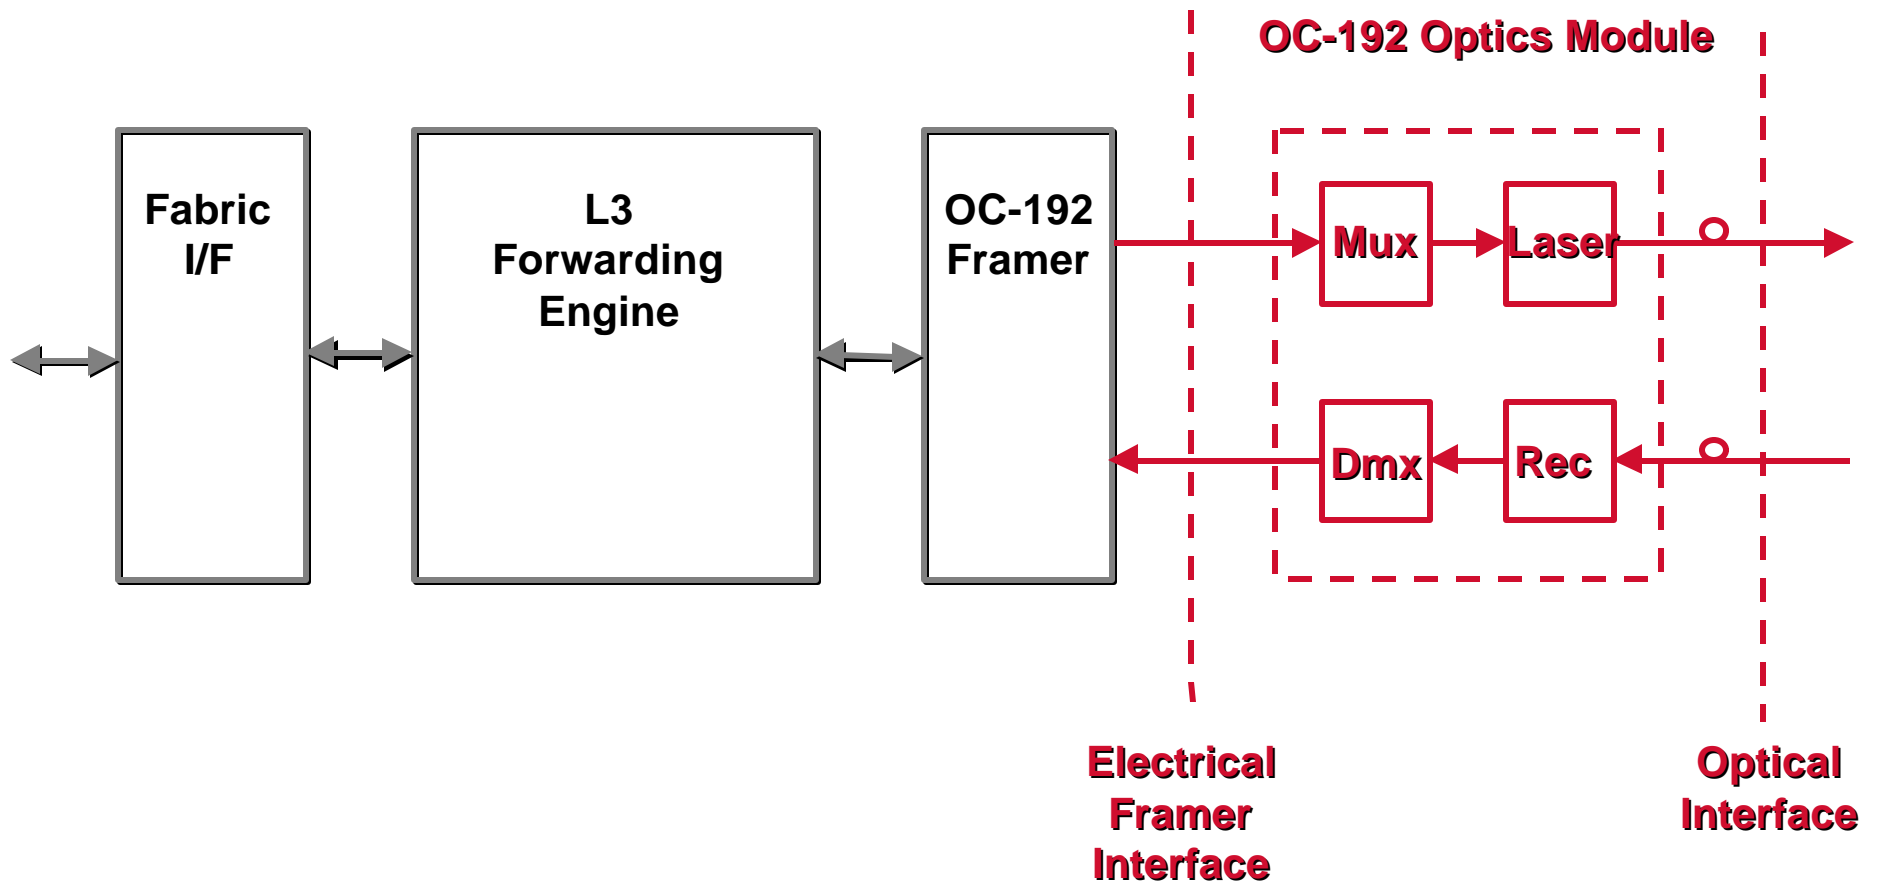 OC-192 Optics Module
Fabric
I/F
L3
Forwarding
Engine
OC-192
Framer
Mux
Laser
Dmx
Rec
Electrical
Framer
Interface
Optical
Interface